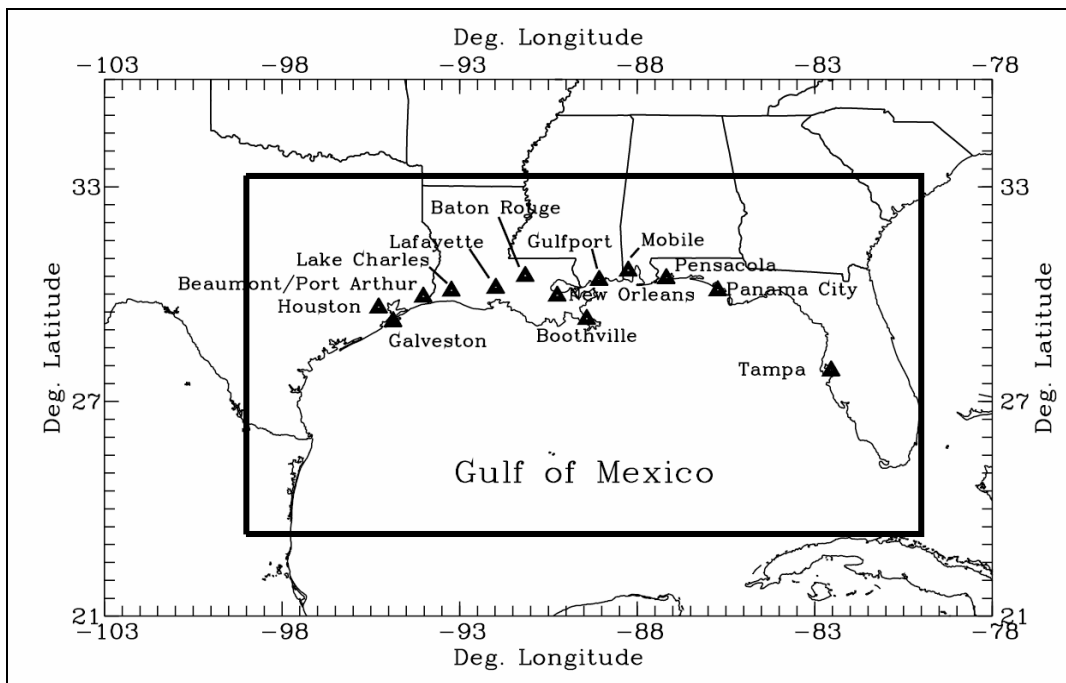 Deg. Longitude
-103 -98 -93 -88 -83 -78
33 33
Baton Rouge
Lafayette Gulfport Mobile
Lake Charles Pensacola
Beaumont/Port Arthur New Orleans Panama City
Houston
Galveston Boothville
Tampa
27 27
Deg. Latitude
Deg. Latitude
Gulf of Mexico
21 21
-103 -98 -93 -88 -83 -78
Deg. Longitude